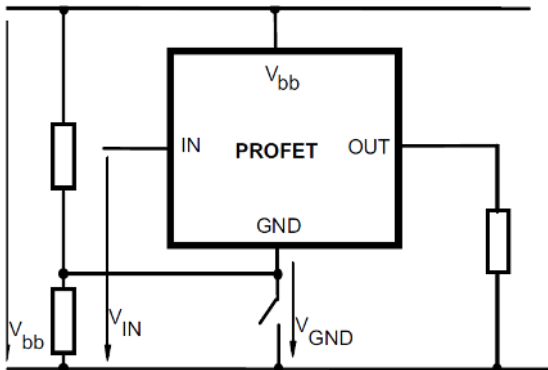 Vbb
IN
PROFET
OUT
GND
Vbb
VIN
VGND